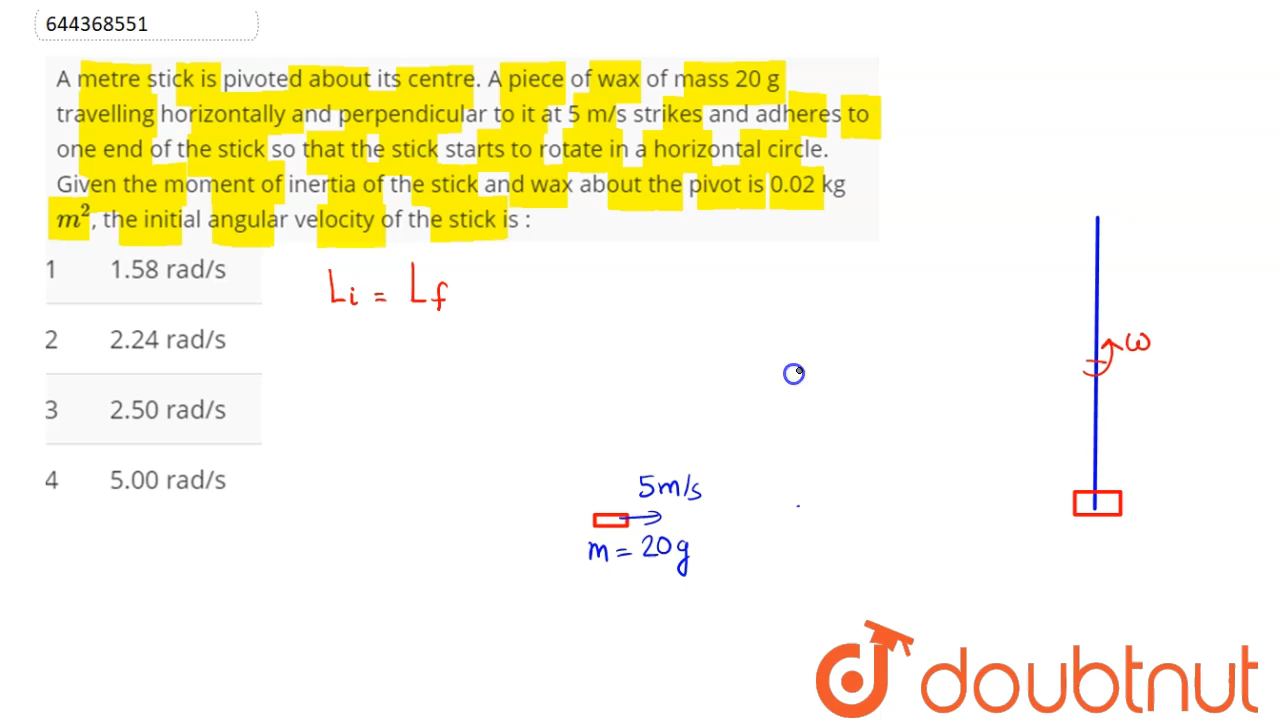 644368551
A metre stick is pivoted about its centre. A piece of wax of mass 20 g
travelling horizontally and perpendicular to it at 5 m/s strikes and adheres to
one end of the stick so that the stick starts to rotate in a horizontal circle.
Given the moment of inertia of the stick and wax about the pivot is 0.02 kg
m², the initial angular velocity of the stick is :
1 1.58 rad/s
Li = Lf
2 2.24 rad/s
ω
3 2.50 rad/s
4 5.00 rad/s
5m/s
m = 20g
doubtnut